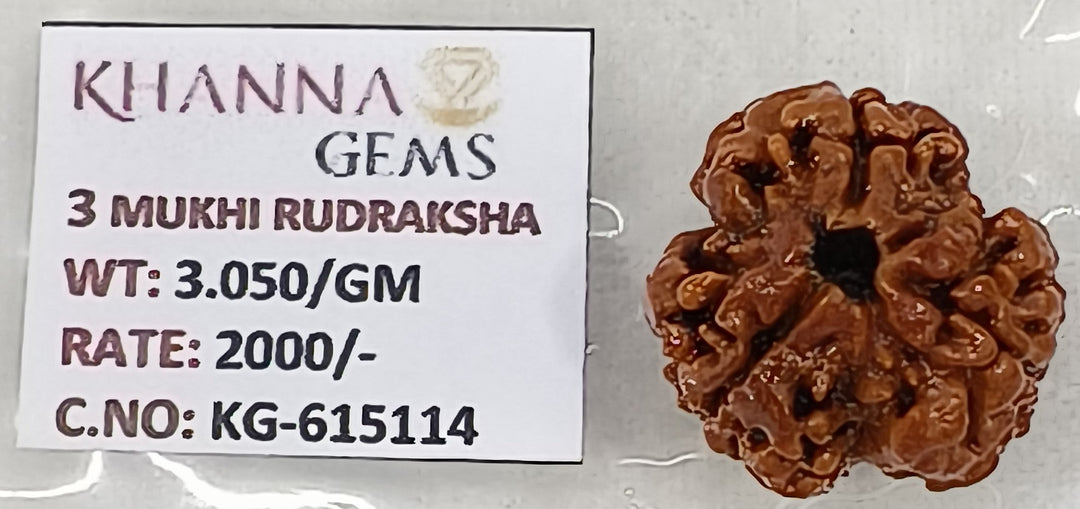 KHANNA
GEMS
3 MUKHI RUDRAKSHA
WT: 3.050/GM
RATE: 2000/-
C.NO: KG-615114